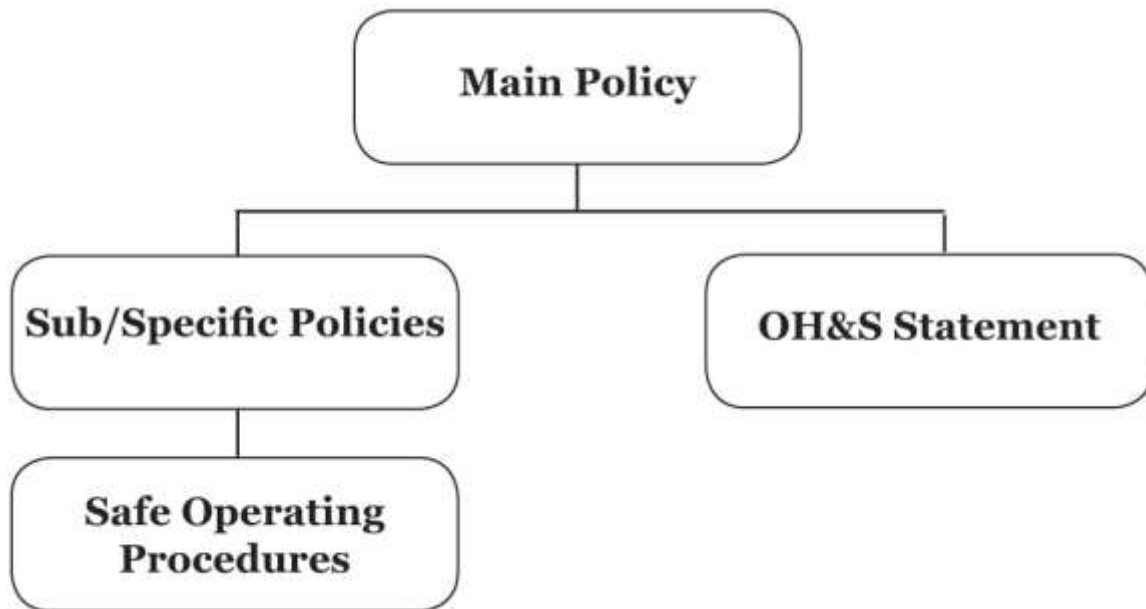 Main Policy
Sub/Specific Policies
OH&S Statement
Safe Operating
Procedures